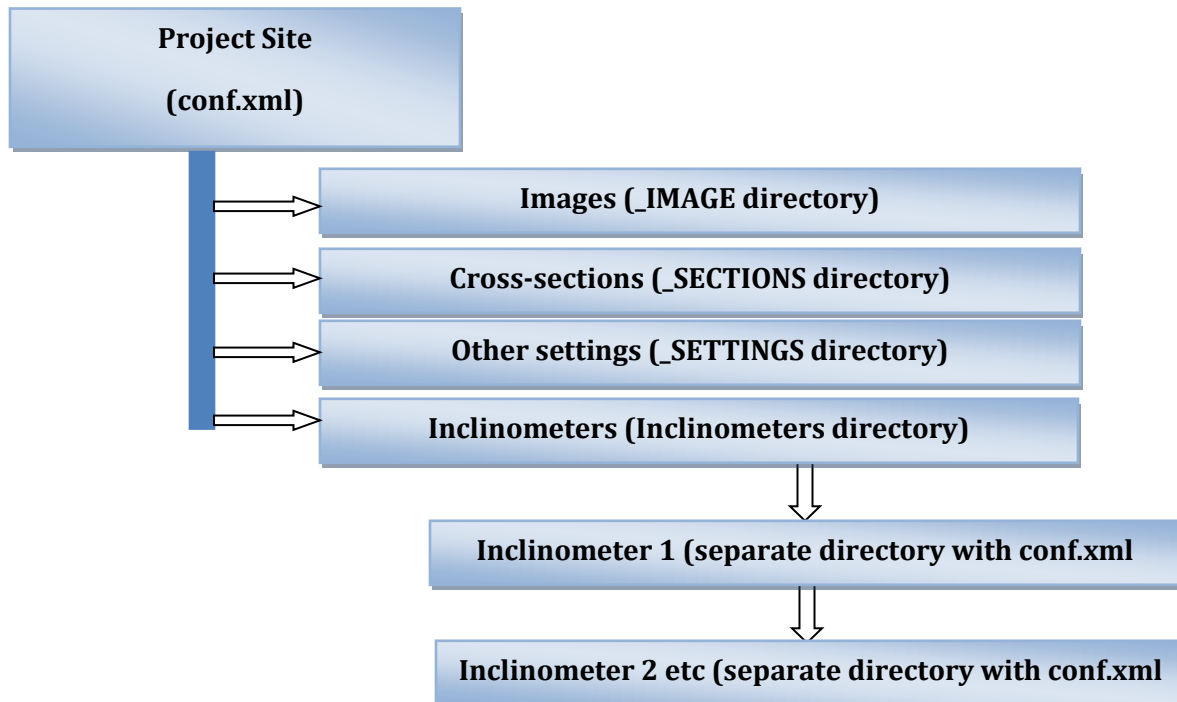 Project Site
(conf.xml)
Images (_IMAGE directory)
Cross-sections (_SECTIONS directory)
Other settings (_SETTINGS directory)
Inclinometers (Inclinometers directory)
Inclinometer 1 (separate directory with conf.xml
Inclinometer 2 etc (separate directory with conf.xml